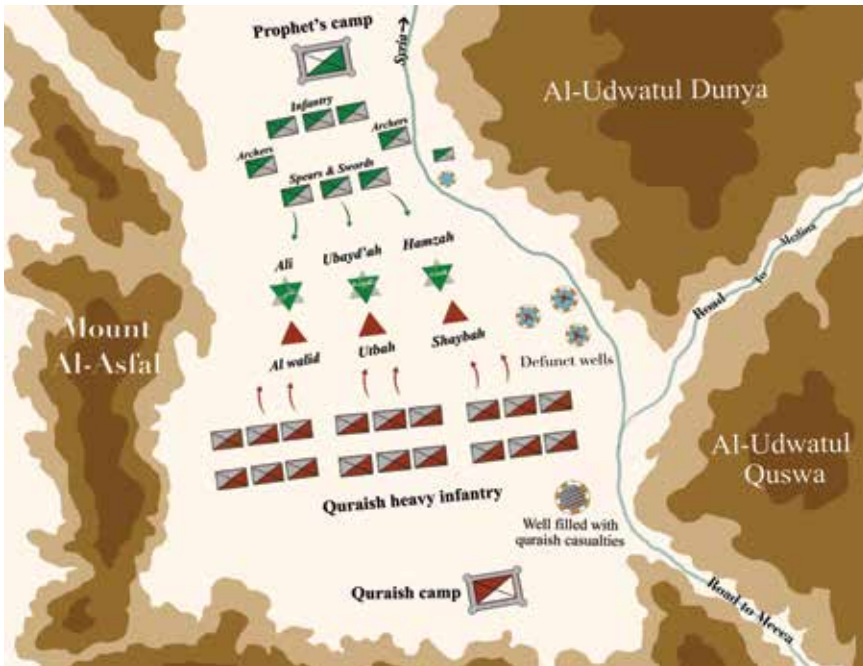 Prophet's camp
Syria
Infantry
Archers
Archers
Spears & Swords
Al-Udwatul Dunya
Road to Medina
Ali
Ubayd'ah
Hamzah
Mount
Al-Asfal
Al walid
Utbah
Shaybah
Defunct wells
Al-Udwatul
Quswa
Quraish heavy infantry
Well filled with
quraish casualties
Quraish camp
Road to Mecca